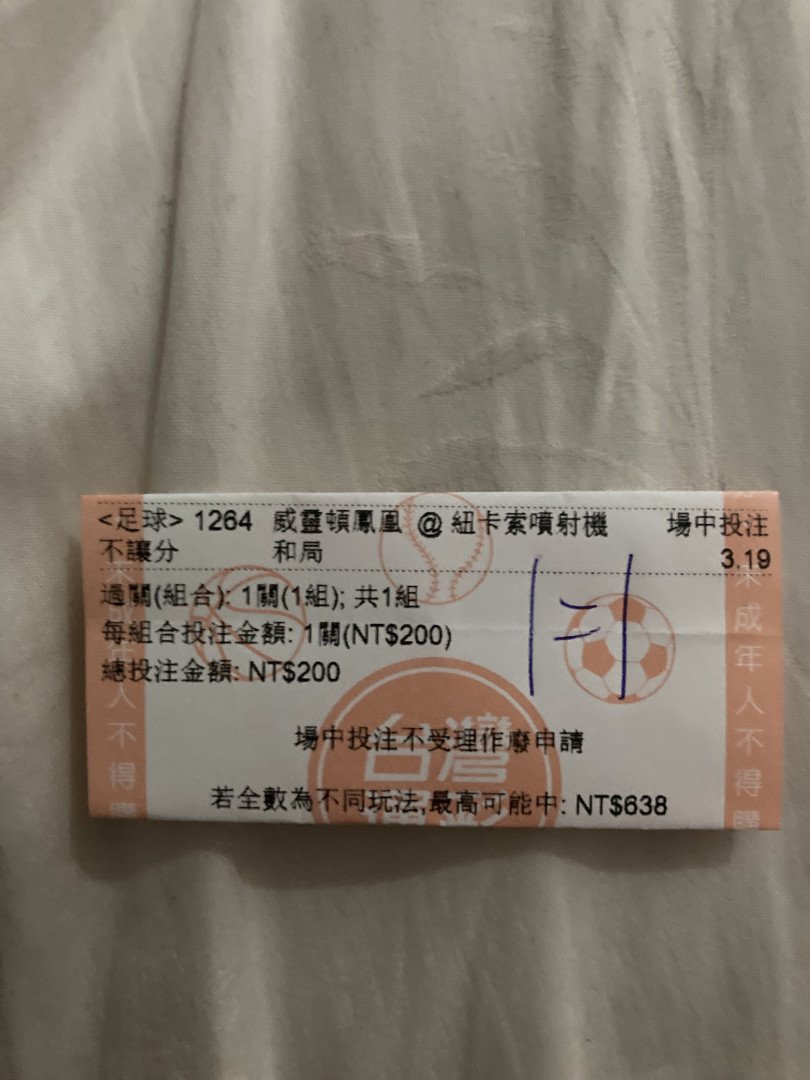 <足球> 1264 威靈頓鳳凰 @ 紐卡索噴射機 場中投注
不讓分 和局 3.19
過關(組合): 1關(1組); 共1組
每組合投注金額: 1關(NT$200)
總投注金額: NT$200
1=1
場中投注不受理作廢申請
若全數為不同玩法,最高可能中: NT$638
台灣
人不得
未成年人不得購